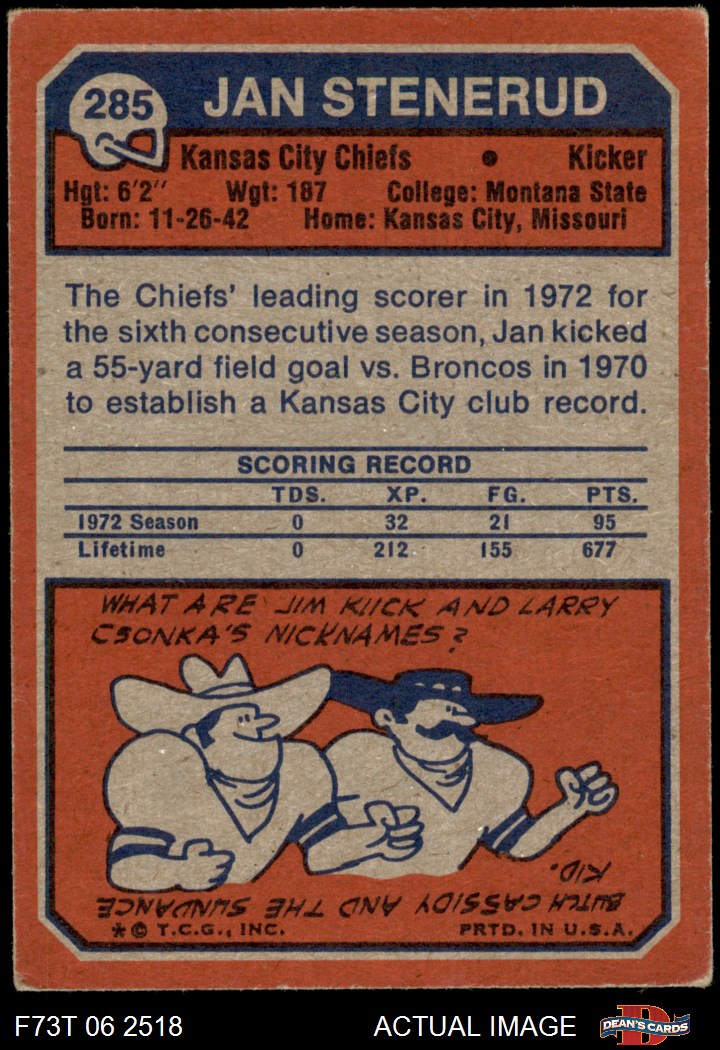 285 JAN STENERUD
Kansas City Chiefs • Kicker
Hgt: 6'2" Wgt: 187 College: Montana State
Born: 11-26-42 Home: Kansas City, Missouri
The Chiefs' leading scorer in 1972 for
the sixth consecutive season, Jan kicked
a 55-yard field goal vs. Broncos in 1970
to establish a Kansas City club record.
SCORING RECORD
TDS. XP. FG. PTS.
1972 Season 0 32 21 95
Lifetime 0 212 155 677
WHAT ARE JIM KIICK AND LARRY
CSONKA'S NICKNAMES?
BUTCH CASSIDY AND THE SUNDANCE
KID.
* © T.C.G., INC. PRTD. IN U.S.A.
F73T 06 2518 ACTUAL IMAGE D DEAN'S CARDS